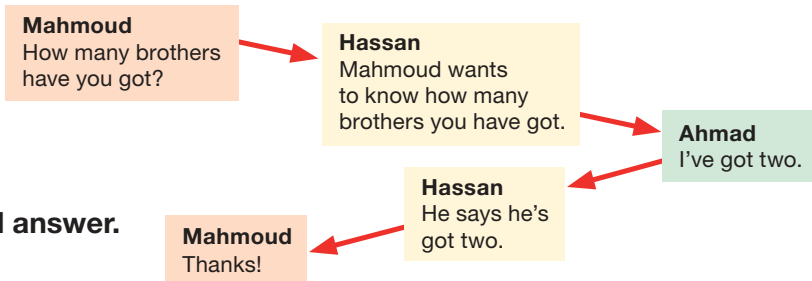 Mahmoud
How many brothers
have you got?
Hassan
Mahmoud wants
to know how many
brothers you have got.
Ahmad
I've got two.
Hassan
He says he's
got two.
answer.
Mahmoud
Thanks!